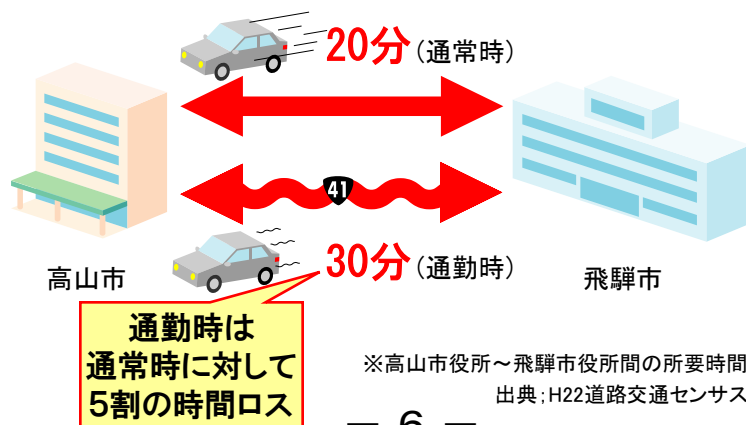 20分(通常時)
41
高山市
30分(通勤時)
飛騨市
通勤時は
通常時に対して
5割の時間ロス
※高山市役所～飛騨市役所間の所要時間
出典;H22道路交通センサス
― 6 ―